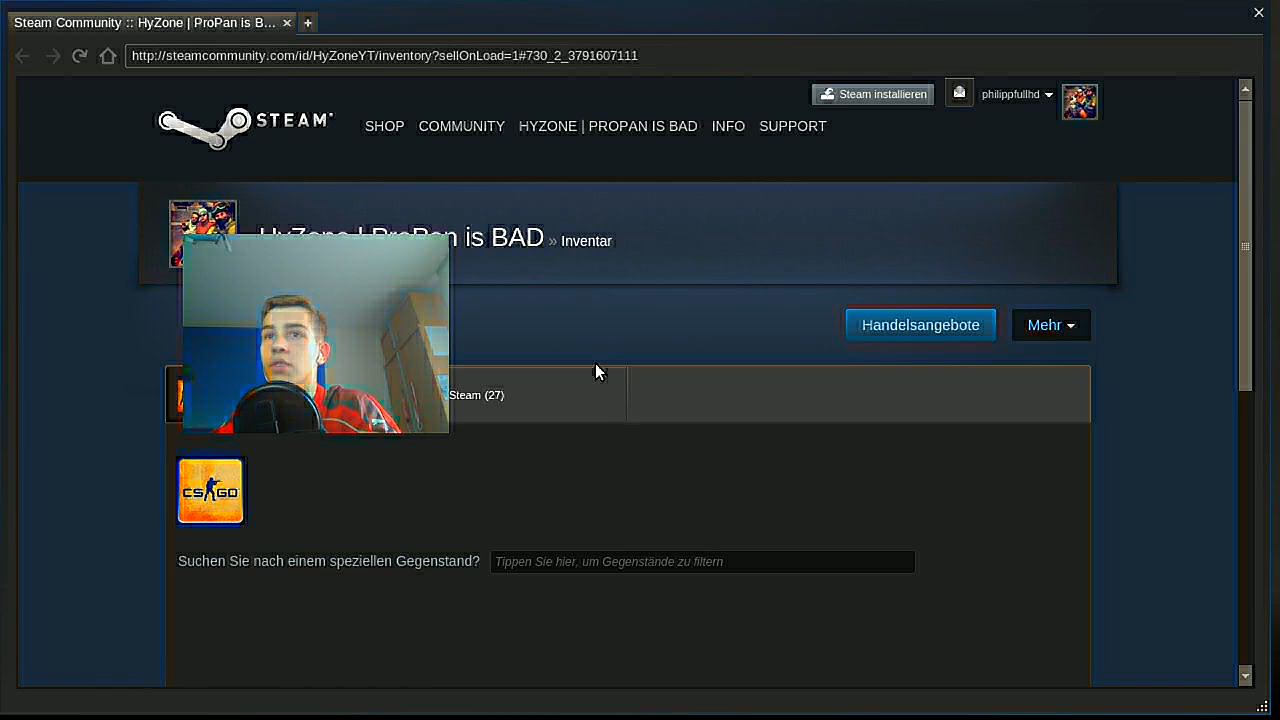 Steam Community :: HyZone | ProPan is B... × +
http://steamcommunity.com/id/HyZoneYT/inventory?sellOnLoad=1#730_2_3791607111
Steam installieren
philippfullhd
STEAM
SHOP COMMUNITY HYZONE | PROPAN IS BAD INFO SUPPORT
HyZone | ProPan is BAD » Inventar
Handelsangebote
Mehr
Steam (27)
CS GO
Suchen Sie nach einem speziellen Gegenstand? Tippen Sie hier, um Gegenstände zu filtern